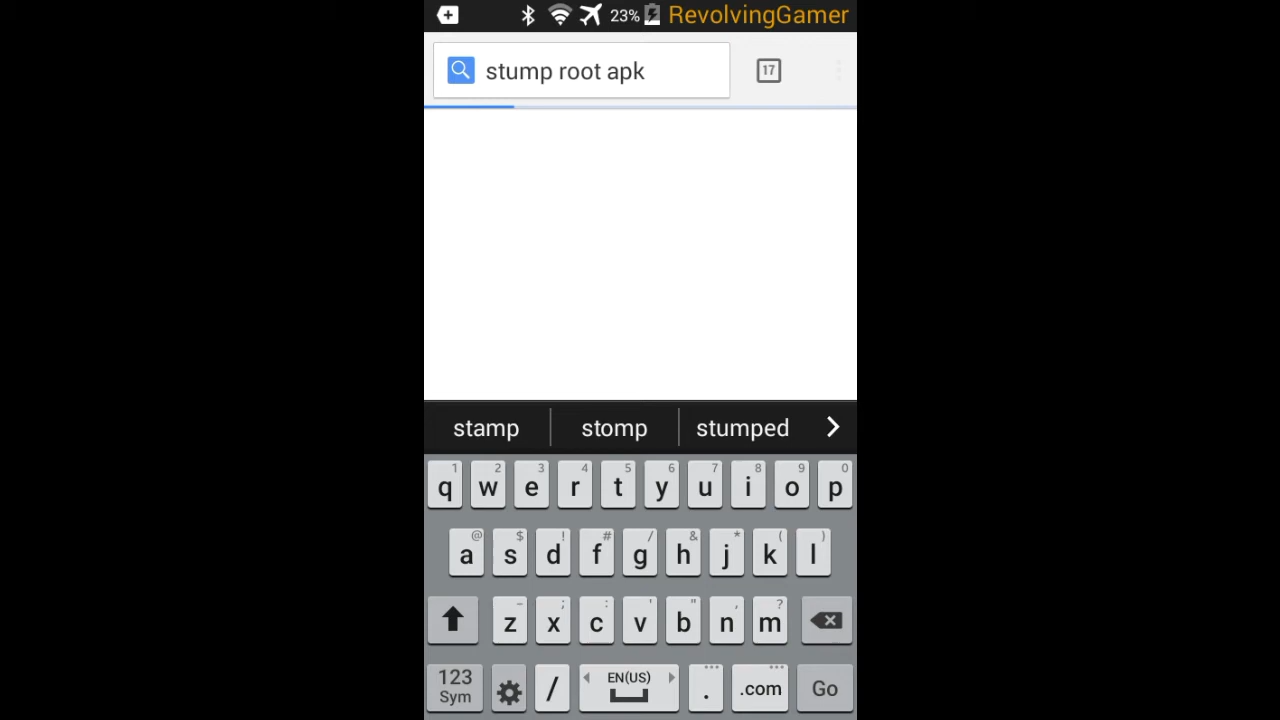 23% RevolvingGamer
stump root apk
17
stamp stomp stumped
1 2 3 4 5 6 7 8 9 0
q w e r t y u i o p
@ $ ! # / & * ( )
a s d f g h j k l
- ; : ' " , ?
z x c v b n m
123 EN(US)
Sym / . .com Go